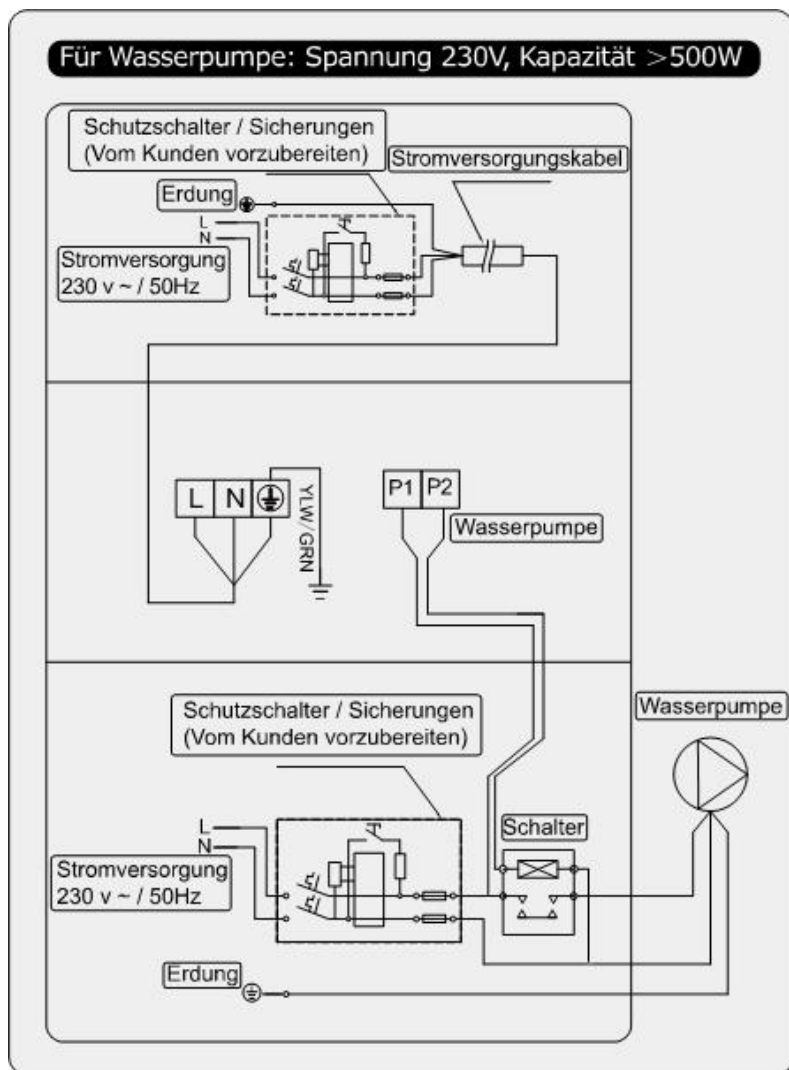 Für Wasserpumpe: Spannung 230V, Kapazität >500W
Schutzschalter / Sicherungen
(Vom Kunden vorzubereiten)
Stromversorgungskabel
Erdung
L
N
Stromversorgung
230 v ~ / 50Hz
L N
YLW/GRN
P1 P2
Wasserpumpe
Schutzschalter / Sicherungen
(Vom Kunden vorzubereiten)
Wasserpumpe
L
N
Schalter
Stromversorgung
230 v ~ / 50Hz
Erdung